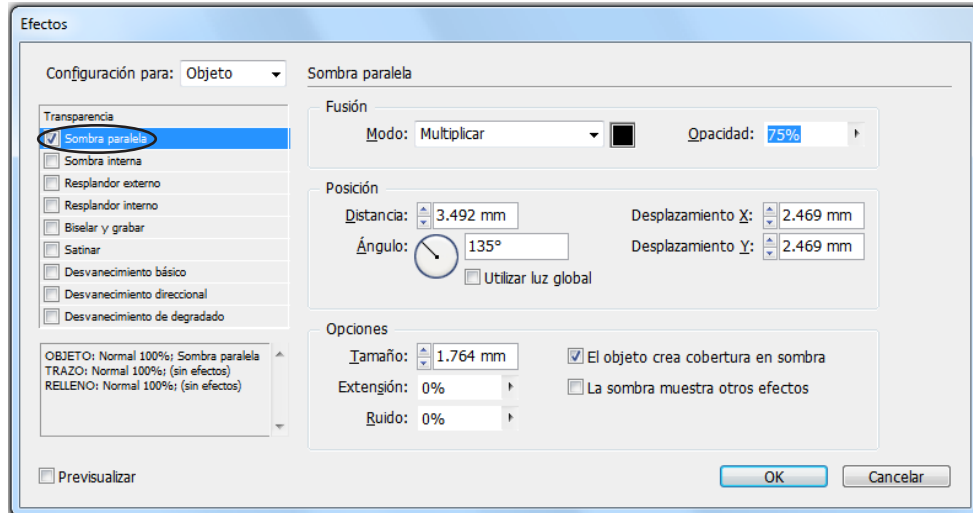 Efectos
Configuración para: Objeto
Transparencia
Sombra paralela
Sombra interna
Resplandor externo
Resplandor interno
Biselar y grabar
Satinar
Desvanecimiento básico
Desvanecimiento direccional
Desvanecimiento de degradado
OBJETO: Normal 100%; Sombra paralela
TRAZO: Normal 100%; (sin efectos)
RELLENO: Normal 100%; (sin efectos)
Previsualizar
Sombra paralela
Fusión
Modo: Multiplicar Opacidad: 75%
Posición
Distancia: 3.492 mm Desplazamiento X: 2.469 mm
Ángulo: 135° Desplazamiento Y: 2.469 mm
Utilizar luz global
Opciones
Tamaño: 1.764 mm El objeto crea cobertura en sombra
Extensión: 0% La sombra muestra otros efectos
Ruido: 0%
OK Cancelar